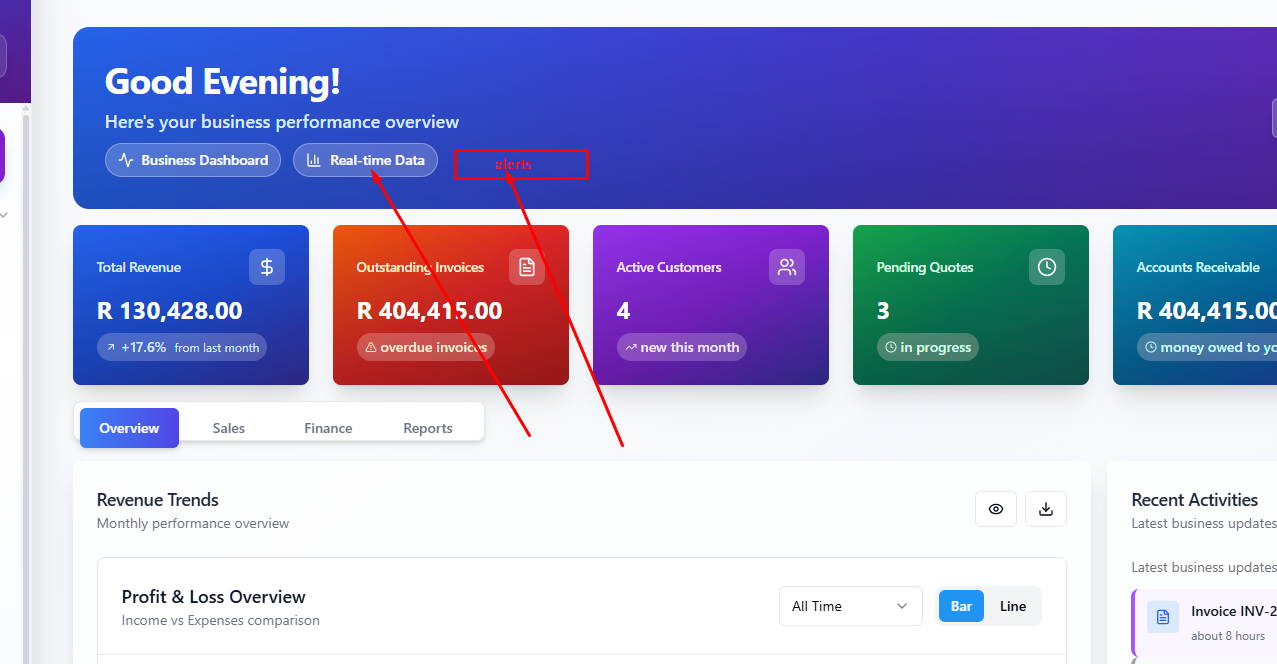 Good Evening!
Here's your business performance overview
Business Dashboard
Real-time Data
alerts
Total Revenue
R 130,428.00
+17.6% from last month
Outstanding Invoices
R 404,415.00
overdue invoices
Active Customers
4
new this month
Pending Quotes
3
in progress
Accounts Receivable
R 404,415.00
money owed to yo
Overview
Sales
Finance
Reports
Revenue Trends
Monthly performance overview
Profit & Loss Overview
Income vs Expenses comparison
All Time
Bar
Line
Recent Activities
Latest business updates
Latest business updates
Invoice INV-2
about 8 hours